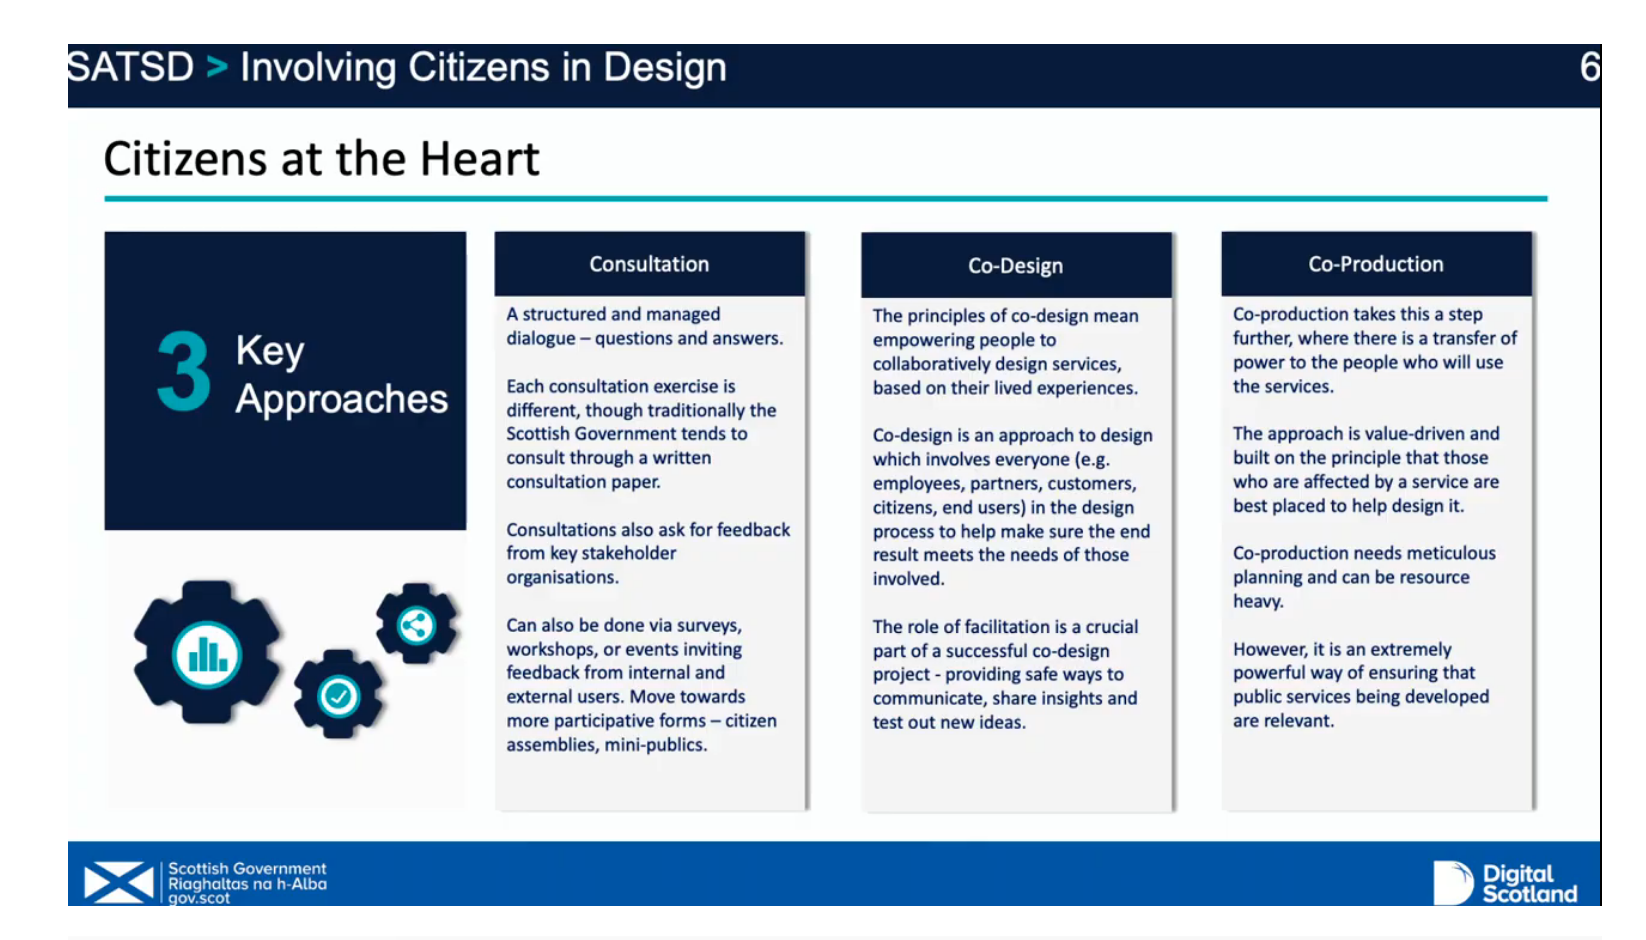 SATSD > Involving Citizens in Design
6
Citizens at the Heart
3 Key
Approaches
Consultation
A structured and managed
dialogue – questions and answers.
Each consultation exercise is
different, though traditionally the
Scottish Government tends to
consult through a written
consultation paper.
Consultations also ask for feedback
from key stakeholder
organisations.
Can also be done via surveys,
workshops, or events inviting
feedback from internal and
external users. Move towards
more participative forms – citizen
assemblies, mini-publics.
Co-Design
The principles of co-design mean
empowering people to
collaboratively design services,
based on their lived experiences.
Co-design is an approach to design
which involves everyone (e.g.
employees, partners, customers,
citizens, end users) in the design
process to help make sure the end
result meets the needs of those
involved.
The role of facilitation is a crucial
part of a successful co-design
project - providing safe ways to
communicate, share insights and
test out new ideas.
Co-Production
Co-production takes this a step
further, where there is a transfer of
power to the people who will use
the services.
The approach is value-driven and
built on the principle that those
who are affected by a service are
best placed to help design it.
Co-production needs meticulous
planning and can be resource
heavy.
However, it is an extremely
powerful way of ensuring that
public services being developed
are relevant.
Scottish Government
Riaghaltas na h-Alba
gov.scot
Digital
Scotland